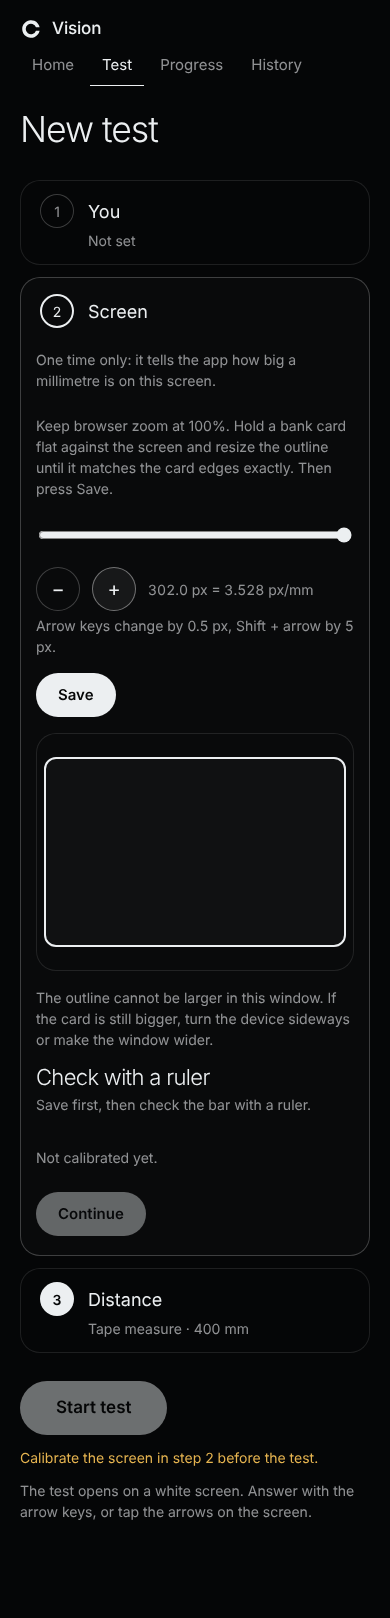 Vision
Home Test Progress History
New test
1 You
Not set
2 Screen
One time only: it tells the app how big a
millimetre is on this screen.
Keep browser zoom at 100%. Hold a bank card
flat against the screen and resize the outline
until it matches the card edges exactly. Then
press Save.
− + 302.0 px = 3.528 px/mm
Arrow keys change by 0.5 px, Shift + arrow by 5
px.
Save
The outline cannot be larger in this window. If
the card is still bigger, turn the device sideways
or make the window wider.
Check with a ruler
Save first, then check the bar with a ruler.
Not calibrated yet.
Continue
3 Distance
Tape measure · 400 mm
Start test
Calibrate the screen in step 2 before the test.
The test opens on a white screen. Answer with the
arrow keys, or tap the arrows on the screen.